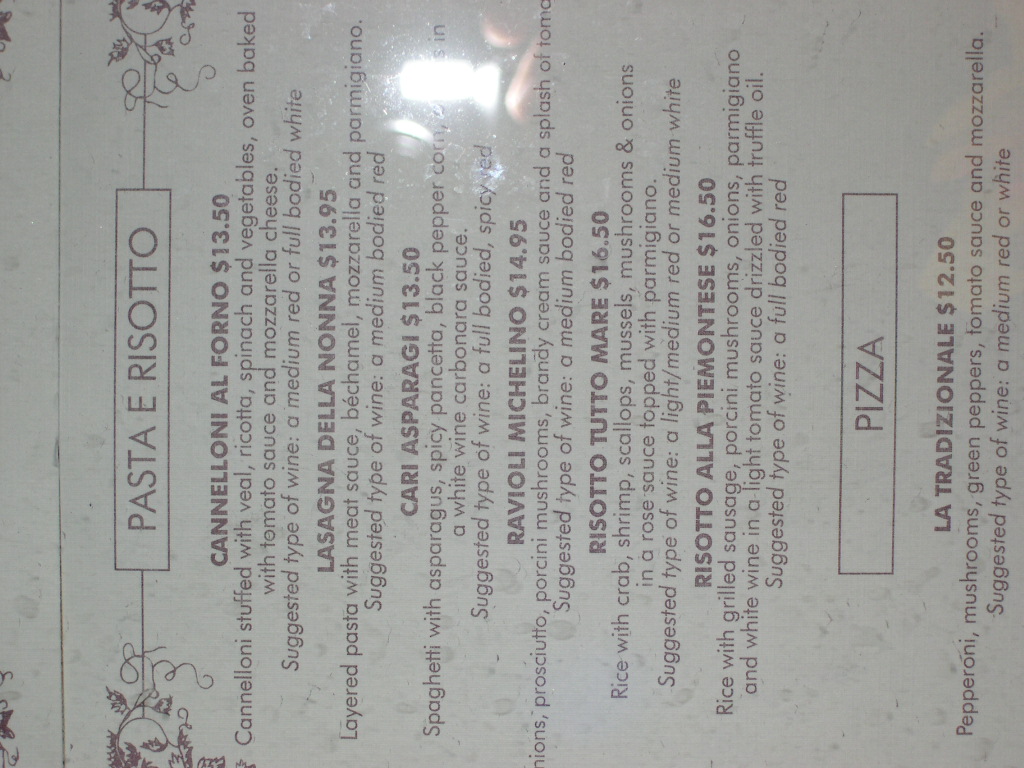 PASTA E RISOTTO
CANNELLONI AL FORNO $13.50
Cannelloni stuffed with veal, ricotta, spinach and vegetables, oven baked
with tomato sauce and mozzarella cheese.
Suggested type of wine: a medium red or full bodied white
LASAGNA DELLA NONNA $13.95
Layered pasta with meat sauce, béchamel, mozzarella and parmigiano.
Suggested type of wine: a medium bodied red
CARI ASPARAGI $13.50
Spaghetti with asparagus, spicy pancetta, black pepper corn, in
a white wine carbonara sauce.
Suggested type of wine: a full bodied, spicy red
RAVIOLI MICHELINO $14.95
nions, prosciutto, porcini mushrooms, brandy cream sauce and a splash of toma
Suggested type of wine: a medium bodied red
RISOTTO TUTTO MARE $16.50
Rice with crab, shrimp, scallops, mussels, mushrooms & onions
in a rose sauce topped with parmigiano.
Suggested type of wine: a light/medium red or medium white
RISOTTO ALLA PIEMONTESE $16.50
Rice with grilled sausage, porcini mushrooms, onions, parmigiano
and white wine in a light tomato sauce drizzled with truffle oil.
Suggested type of wine: a full bodied red
PIZZA
LA TRADIZIONALE $12.50
Pepperoni, mushrooms, green peppers, tomato sauce and mozzarella.
Suggested type of wine: a medium red or white